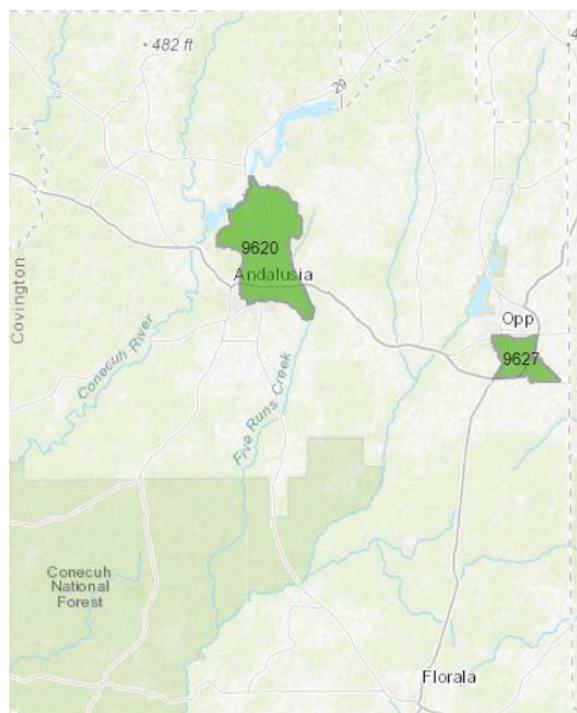 482 ft
29
9620
Andalusia
Covington
Opp
9627
Conecuh River
Five Runs Creek
Conecuh
National
Forest
Florala